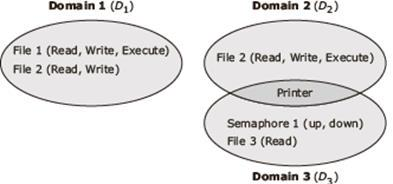 Domain 1 (D1)
File 1 (Read, Write, Execute)
File 2 (Read, Write)
Domain 2 (D2)
File 2 (Read, Write, Execute)
Printer
Semaphore 1 (up, down)
File 3 (Read)
Domain 3 (D3)